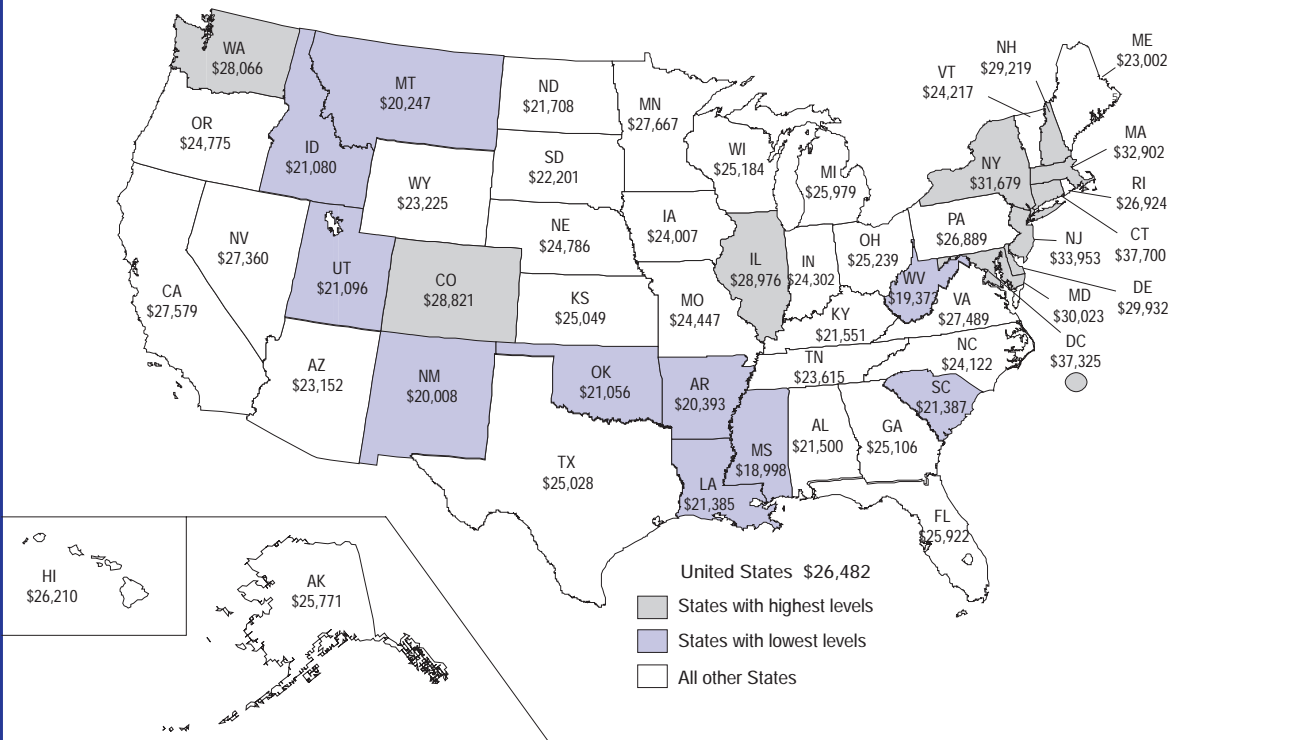 WA
$28,066
MT
$20,247
ND
$21,708
MN
$27,667
OR
$24,775
ID
$21,080
WY
$23,225
SD
$22,201
WI
$25,184
MI
$25,979
NV
$27,360
UT
$21,096
CO
$28,821
NE
$24,786
IA
$24,007
IL
$28,976
IN
$24,302
OH
$25,239
PA
$26,889
NY
$31,679
VT
$24,217
NH
$29,219
ME
$23,002
MA
$32,902
RI
$26,924
CT
$37,700
NJ
$33,953
DE
$29,932
MD
$30,023
DC
$37,325
CA
$27,579
AZ
$23,152
NM
$20,008
KS
$25,049
MO
$24,447
KY
$21,551
WV
$19,373
VA
$27,489
NC
$24,122
TN
$23,615
OK
$21,056
AR
$20,393
SC
$21,387
TX
$25,028
LA
$21,385
MS
$18,998
AL
$21,500
GA
$25,106
FL
$25,922
HI
$26,210
AK
$25,771
United States $26,482
States with highest levels
States with lowest levels
All other States